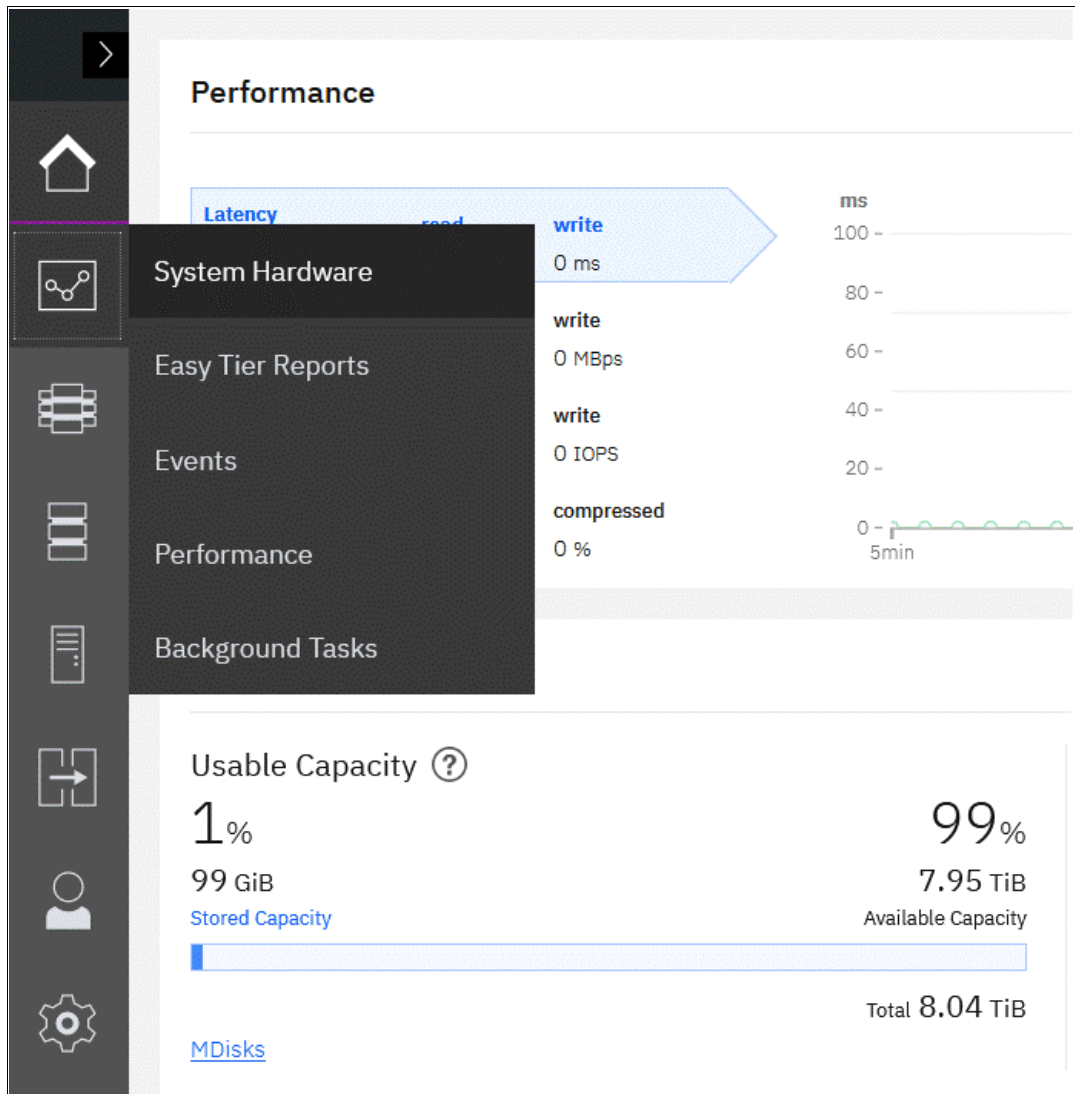 Performance
Latency
read
write
0 ms
write
0 MBps
write
0 IOPS
compressed
0 %
ms
100
80
60
40
20
0
5min
System Hardware
Easy Tier Reports
Events
Performance
Background Tasks
Usable Capacity ?
1%
99%
99 GiB
7.95 TiB
Stored Capacity
Available Capacity
Total 8.04 TiB
MDisks